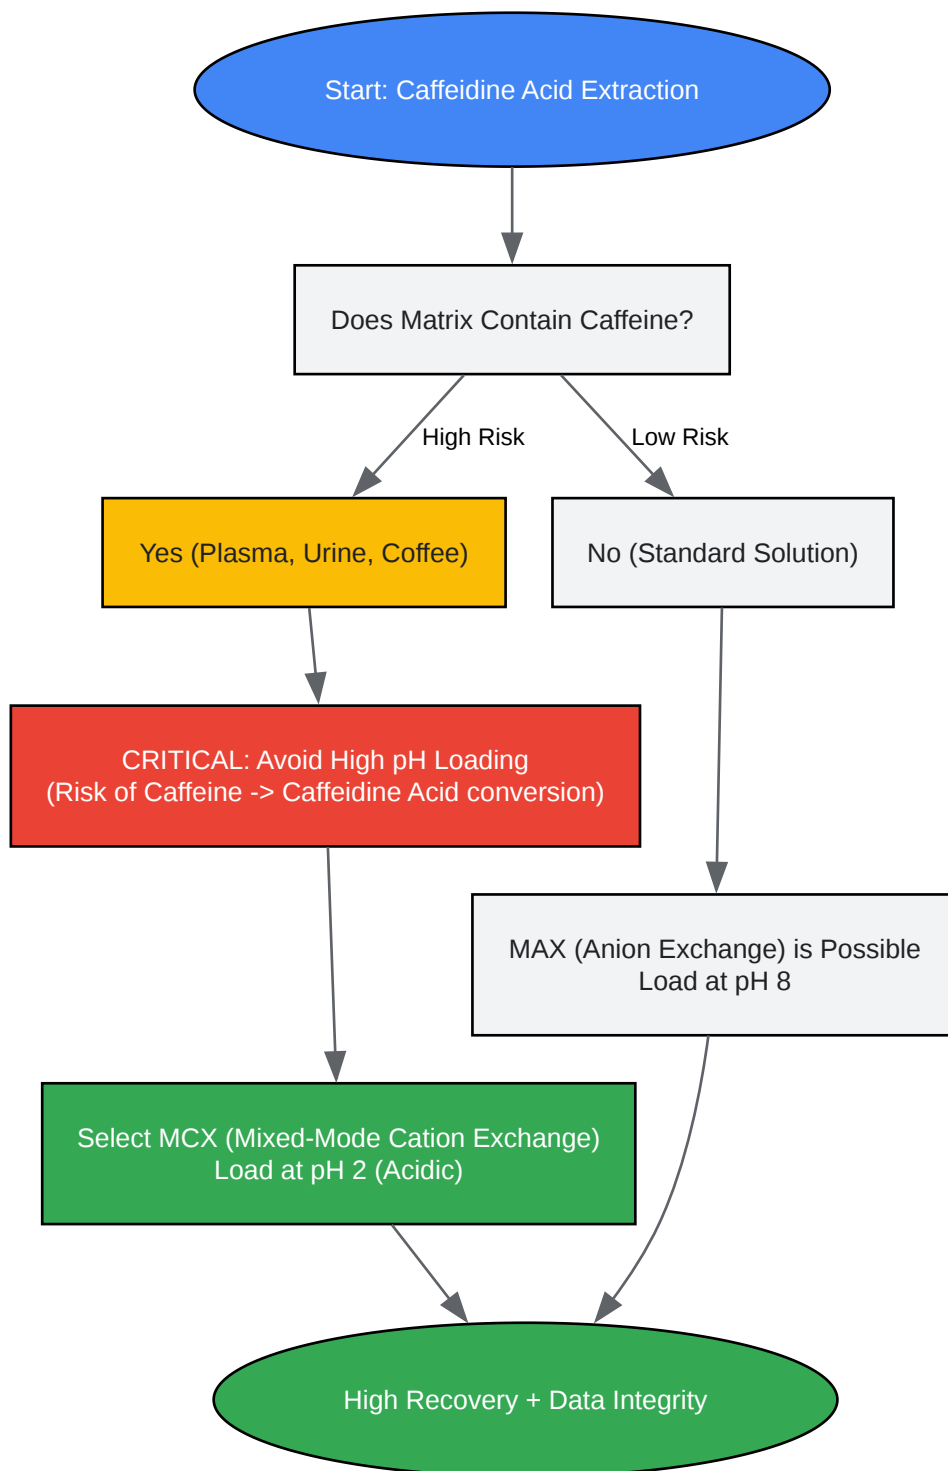 Start: Caffeidine Acid Extraction
Does Matrix Contain Caffeine?
High Risk
Low Risk
Yes (Plasma, Urine, Coffee)
No (Standard Solution)
CRITICAL: Avoid High pH Loading
(Risk of Caffeine -> Caffeidine Acid conversion)
MAX (Anion Exchange) is Possible
Load at pH 8
Select MCX (Mixed-Mode Cation Exchange)
Load at pH 2 (Acidic)
High Recovery + Data Integrity